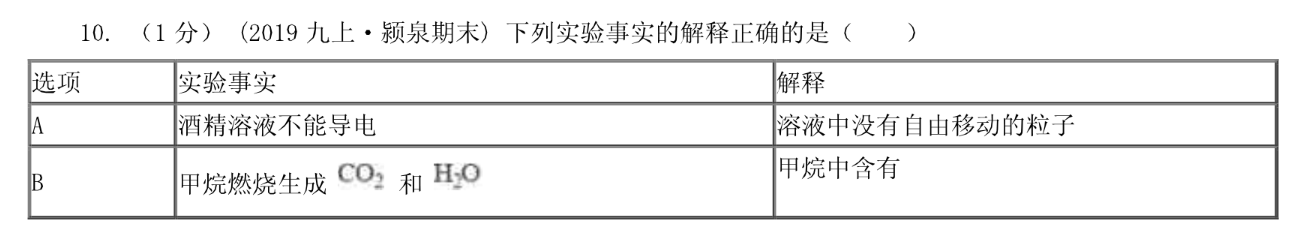 10. （1 分） (2019 九上·颍泉期末) 下列实验事实的解释正确的是（　　）
选项 实验事实 解释
A 酒精溶液不能导电 溶液中没有自由移动的粒子
B 甲烷燃烧生成 CO₂ 和 H₂O 甲烷中含有